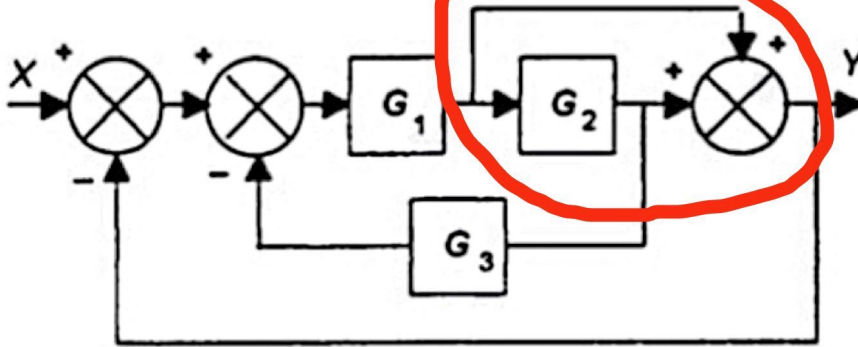 X + + G1 G2 + + Y
− − G3